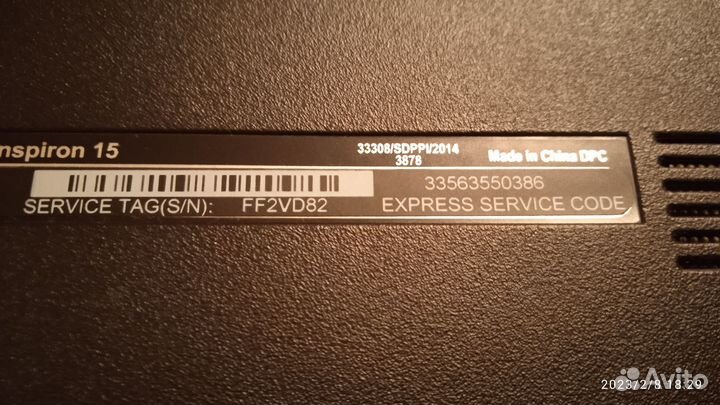 nspiron 15
33308/SDPPI/2014
3878
Made in China DPC
33563550386
SERVICE TAG(S/N): FF2VD82 EXPRESS SERVICE CODE
2023/2/8 18:29
Avito